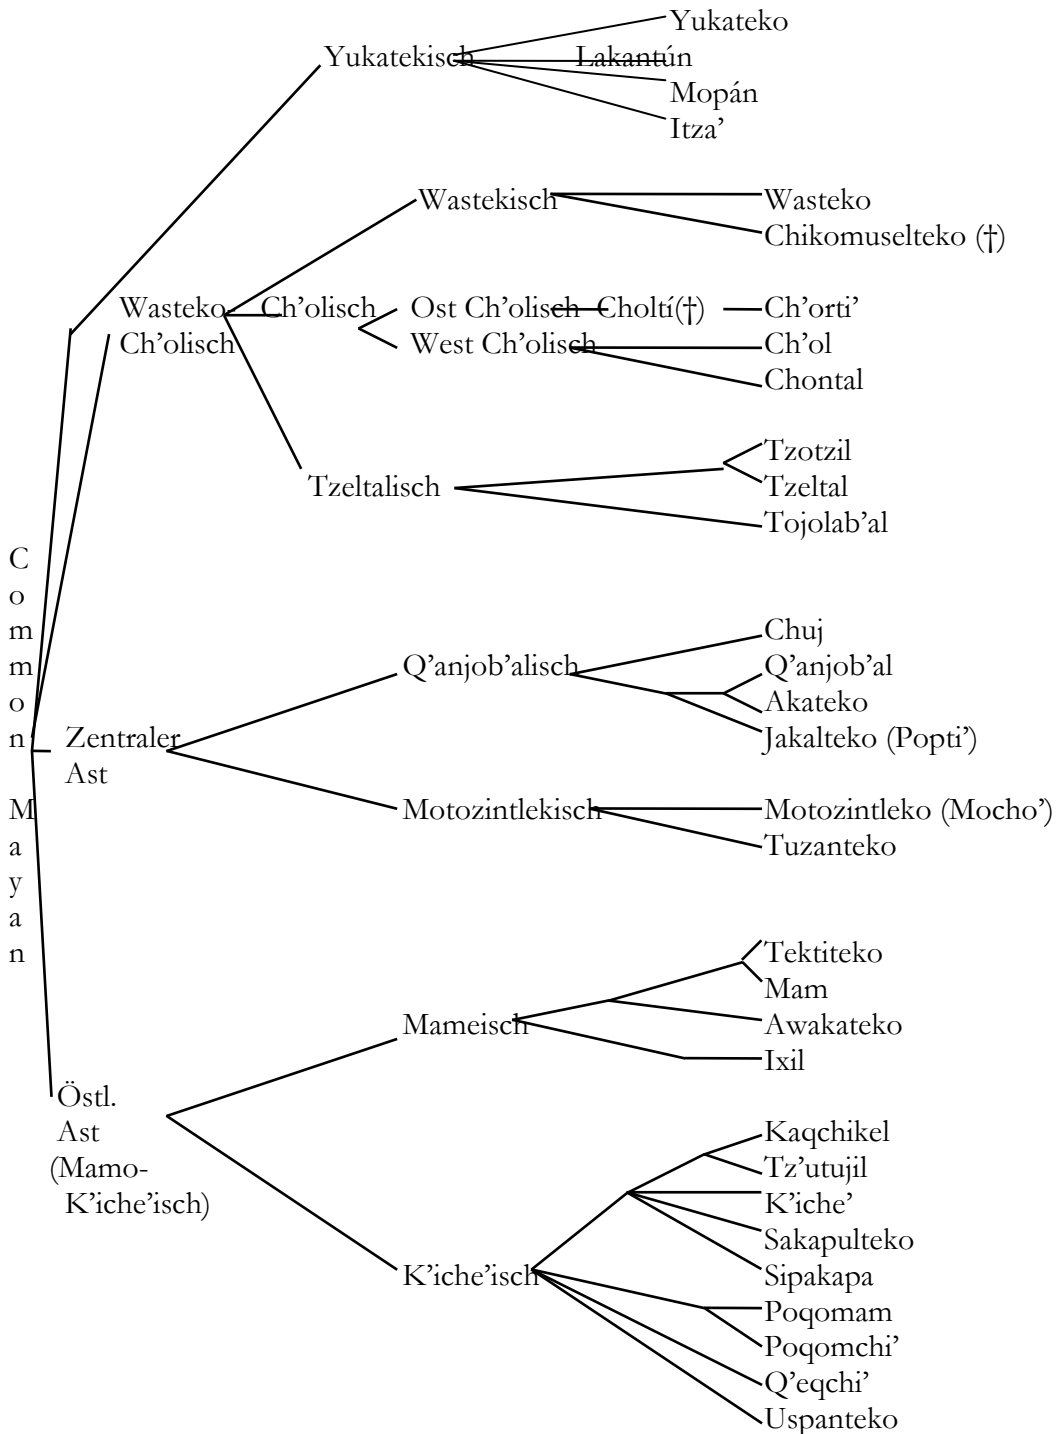 Yukateko
Yukatekisch Lakantún
Mopán
Itza’
Wastekisch Wasteko
Chikomuselteko (†)
Wasteko- Ch’olisch Ost Ch’olisch Choltí(†) Ch’orti’
Ch’olisch West Ch’olisch Ch’ol
Chontal
Tzotzil
Tzeltalisch Tzeltal
Tojolab’al
Common Mayan
Chuj
Q’anjob’alisch Q’anjob’al
Akateko
Zentraler Jakalteko (Popti’)
Ast
Motozintlekisch Motozintleko (Mocho’)
Tuzanteko
Tektiteko
Mam
Mameisch Awakateko
Ixil
Östl.
Ast Kaqchikel
(Mamo- Tz’utujil
K’iche’isch) K’iche’
Sakapulteko
K’iche’isch Sipakapa
Poqomam
Poqomchi’
Q’eqchi’
Uspanteko